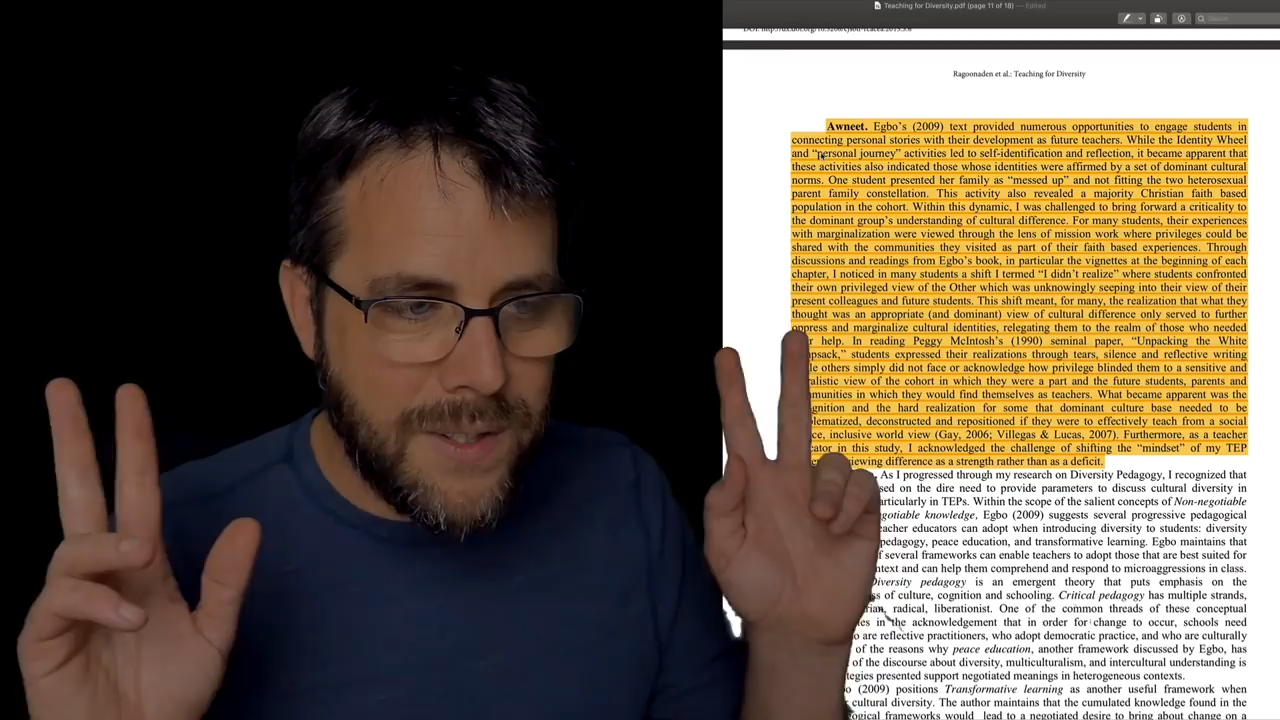 Teaching for Diversity.pdf (page 11 of 18) — Edited
Search
Ragoonaden et al.: Teaching for Diversity
Awneet. Egbo's (2009) text provided numerous opportunities to engage students in
connecting personal stories with their development as future teachers. While the Identity Wheel
and "personal journey" activities led to self-identification and reflection, it became apparent that
these activities also indicated those whose identities were affirmed by a set of dominant cultural
norms. One student presented her family as "messed up" and not fitting the two heterosexual
parent family constellation. This activity also revealed a majority Christian faith based
population in the cohort. Within this dynamic, I was challenged to bring forward a criticality to
the dominant group's understanding of cultural difference. For many students, their experiences
with marginalization were viewed through the lens of mission work where privileges could be
shared with the communities they visited as part of their faith based experiences. Through
discussions and readings from Egbo's book, in particular the vignettes at the beginning of each
chapter, I noticed in many students a shift I termed "I didn't realize" where students confronted
their own privileged view of the Other which was unknowingly seeping into their view of their
present colleagues and future students. This shift meant, for many, the realization that what they
thought was an appropriate (and dominant) view of cultural difference only served to further
oppress and marginalize cultural identities, relegating them to the realm of those who needed
help. In reading Peggy McIntosh's (1990) seminal paper, "Unpacking the White
students expressed their realizations through tears, silence and reflective writing
others simply did not face or acknowledge how privilege blinded them to a sensitive and
view of the cohort in which they were a part and the future students, parents and
in which they would find themselves as teachers. What became apparent was the
and the hard realization for some that dominant culture base needed to be
deconstructed and repositioned if they were to effectively teach from a social
inclusive world view (Gay, 2006; Villegas & Lucas, 2007). Furthermore, as a teacher
in this study, I acknowledged the challenge of shifting the "mindset" of my TEP
viewing difference as a strength rather than as a deficit.
As I progressed through my research on Diversity Pedagogy, I recognized that
on the dire need to provide parameters to discuss cultural diversity in
particularly in TEPs. Within the scope of the salient concepts of Non-negotiable
knowledge, Egbo (2009) suggests several progressive pedagogical
educators can adopt when introducing diversity to students: diversity
pedagogy, peace education, and transformative learning. Egbo maintains that
several frameworks can enable teachers to adopt those that are best suited for
and can help them comprehend and respond to microaggressions in class.
Diversity pedagogy is an emergent theory that puts emphasis on the
of culture, cognition and schooling. Critical pedagogy has multiple strands,
radical, liberationist. One of the common threads of these conceptual
in the acknowledgement that in order for change to occur, schools need
are reflective practitioners, who adopt democratic practice, and who are culturally
of the reasons why peace education, another framework discussed by Egbo, has
of the discourse about diversity, multiculturalism, and intercultural understanding is
strategies presented support negotiated meanings in heterogeneous contexts.
(2009) positions Transformative learning as another useful framework when
cultural diversity. The author maintains that the cumulated knowledge found in the
frameworks would lead to a negotiated desire to bring about change on a